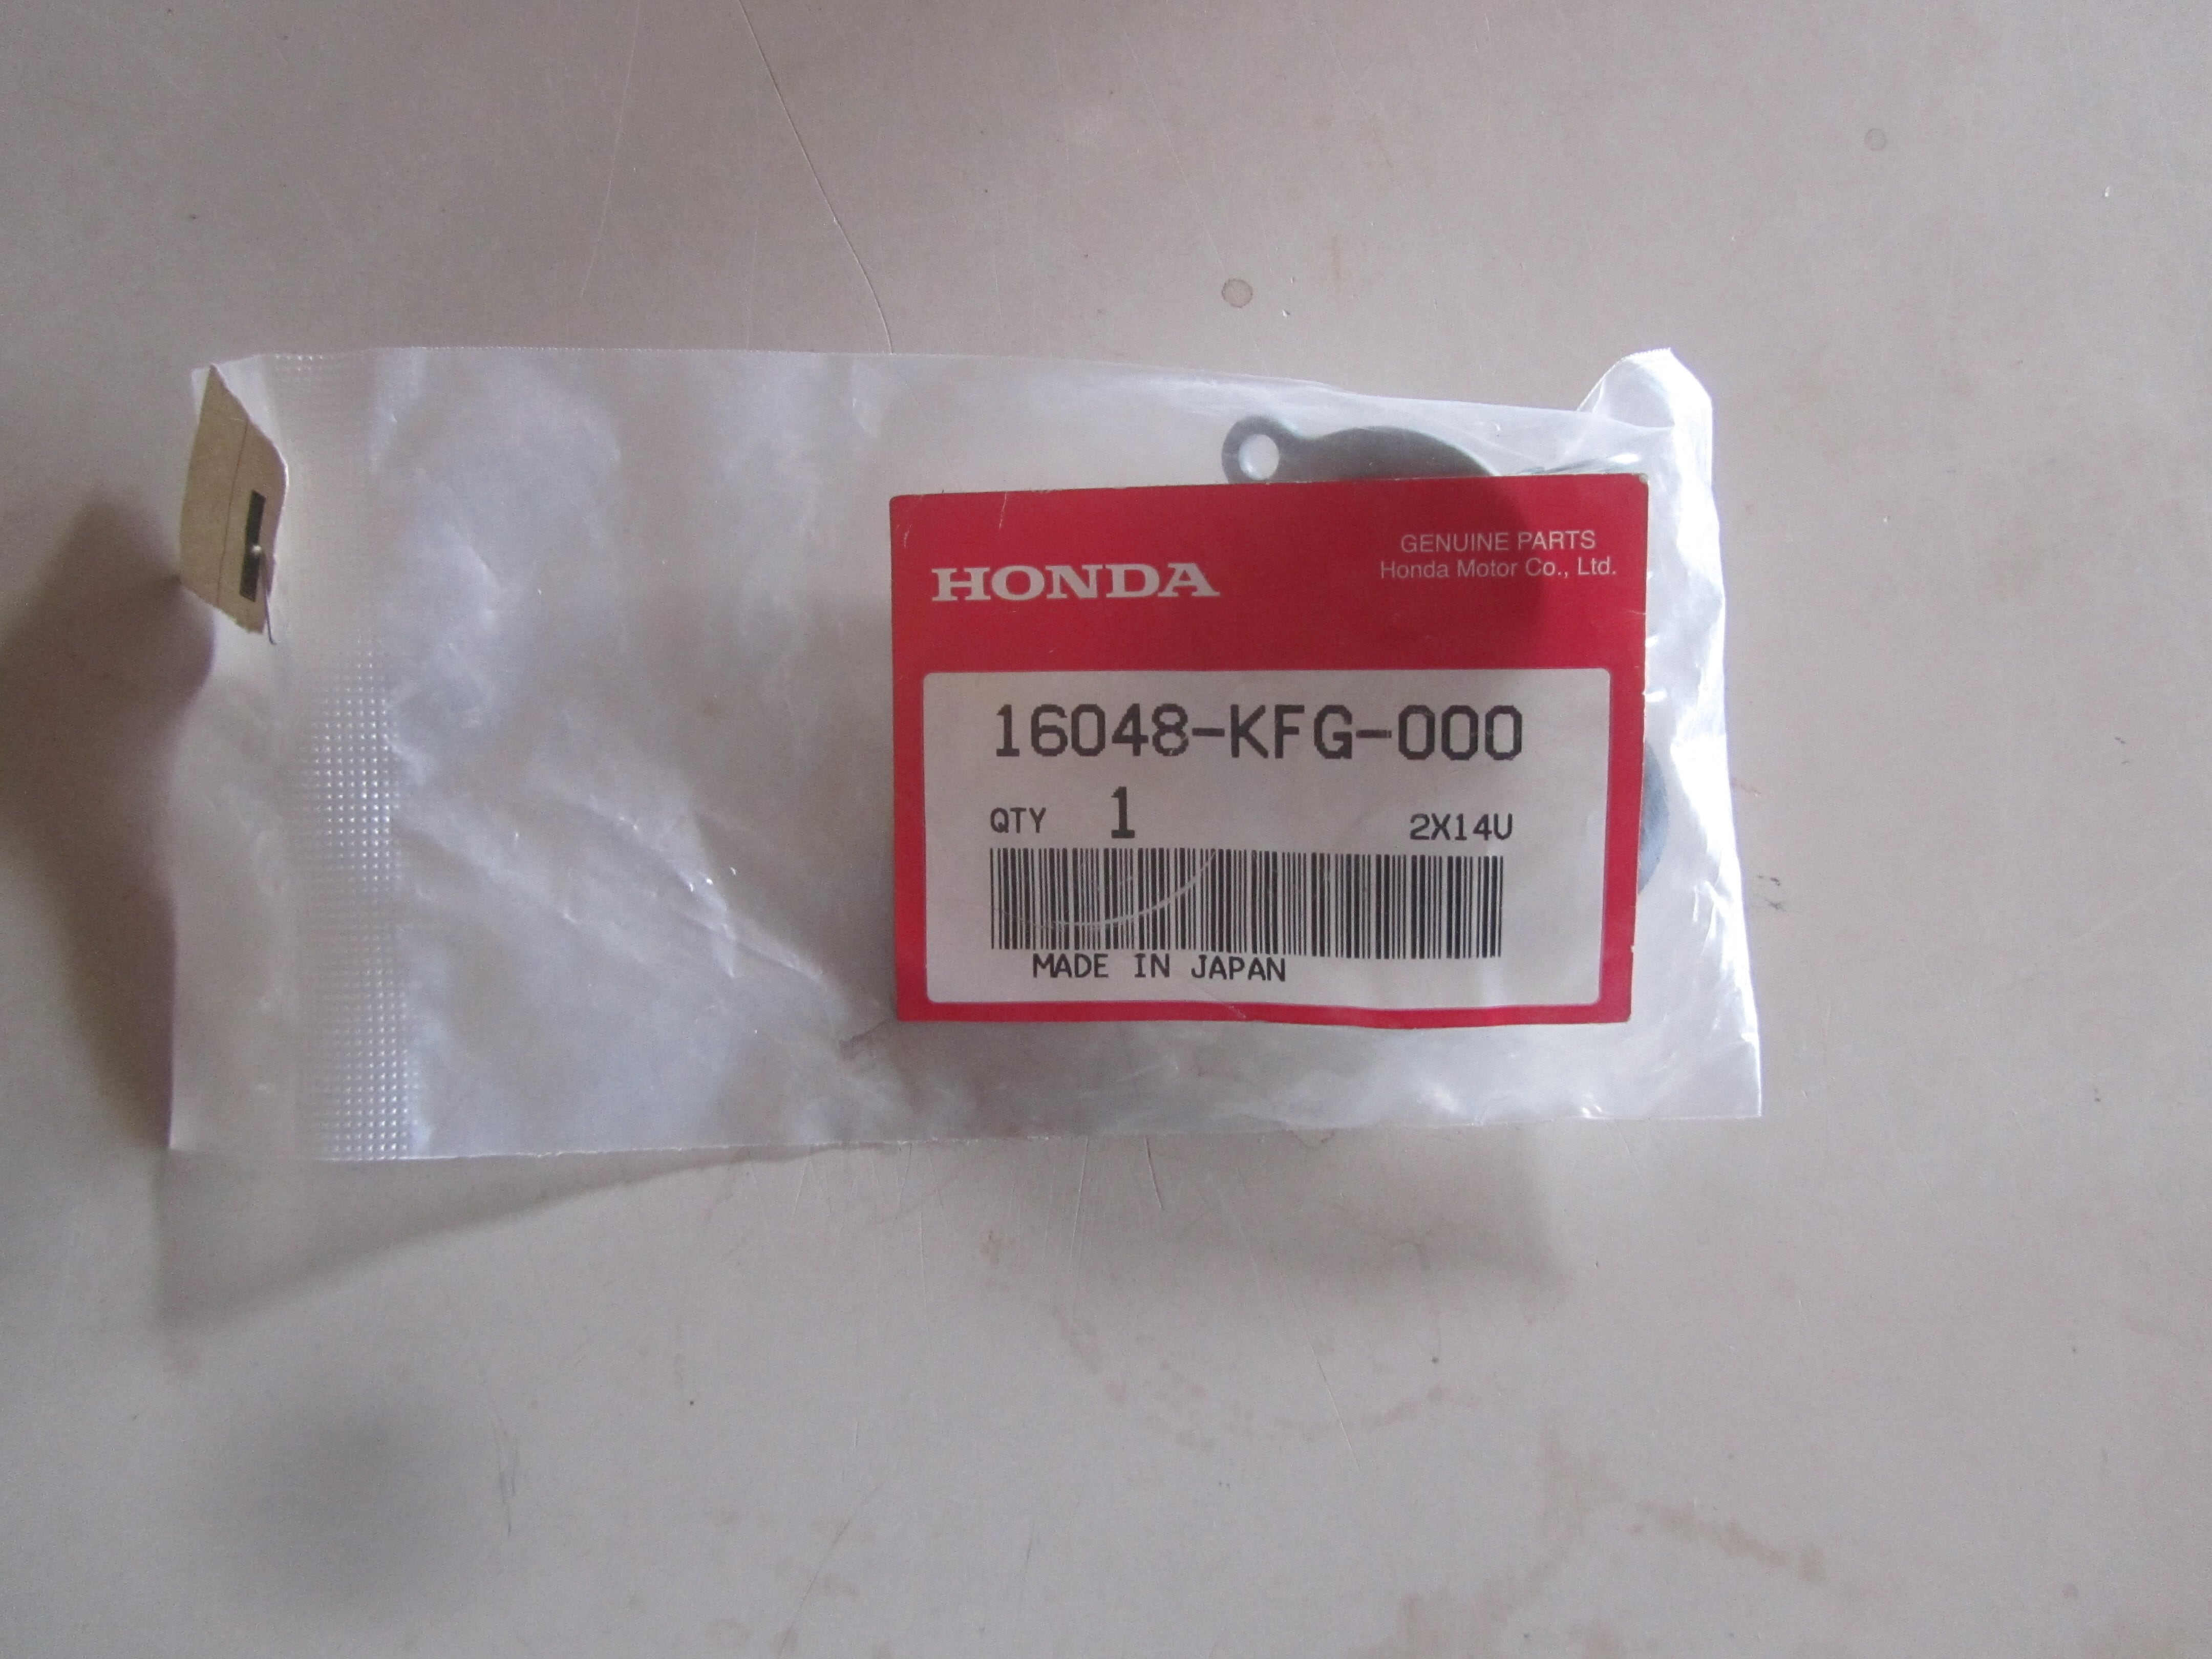 HONDA
GENUINE PARTS
Honda Motor Co., Ltd.
16048-KFG-000
QTY 1 2X14U
MADE IN JAPAN